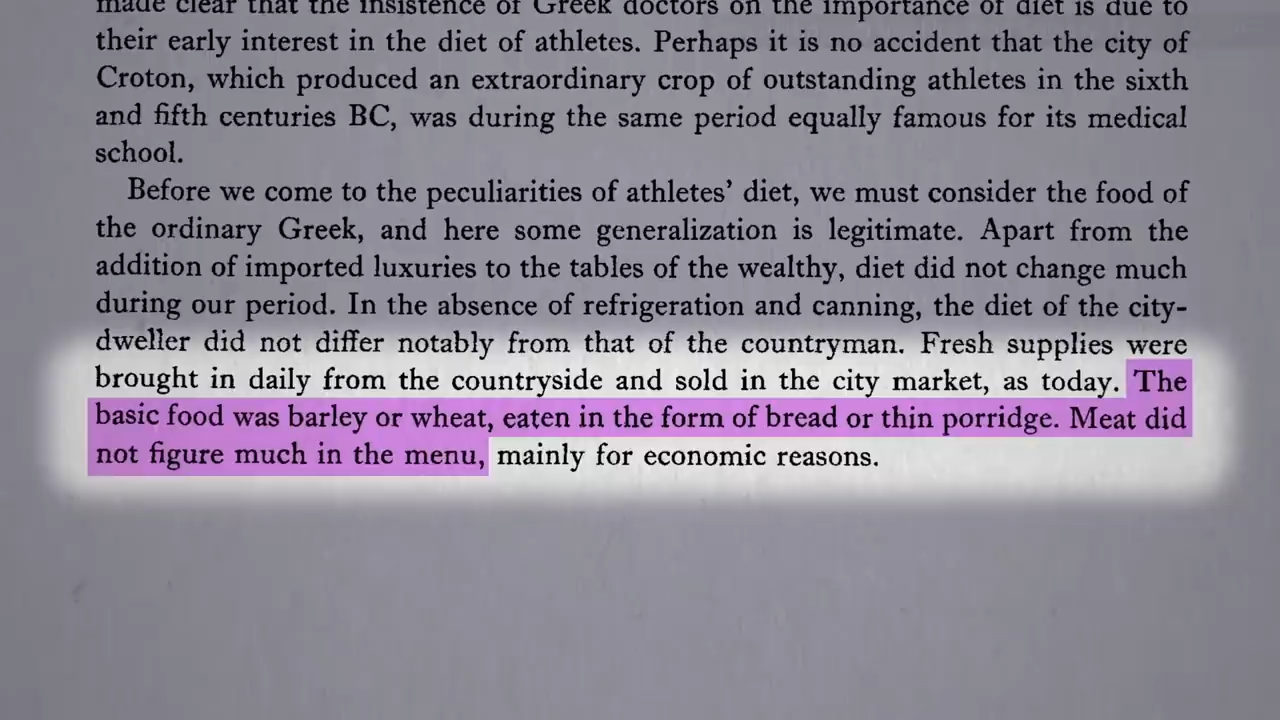 made clear that the insistence of Greek doctors on the importance of diet is due to
their early interest in the diet of athletes. Perhaps it is no accident that the city of
Croton, which produced an extraordinary crop of outstanding athletes in the sixth
and fifth centuries BC, was during the same period equally famous for its medical
school.
Before we come to the peculiarities of athletes’ diet, we must consider the food of
the ordinary Greek, and here some generalization is legitimate. Apart from the
addition of imported luxuries to the tables of the wealthy, diet did not change much
during our period. In the absence of refrigeration and canning, the diet of the city-
dweller did not differ notably from that of the countryman. Fresh supplies were
brought in daily from the countryside and sold in the city market, as today. The
basic food was barley or wheat, eaten in the form of bread or thin porridge. Meat did
not figure much in the menu, mainly for economic reasons.